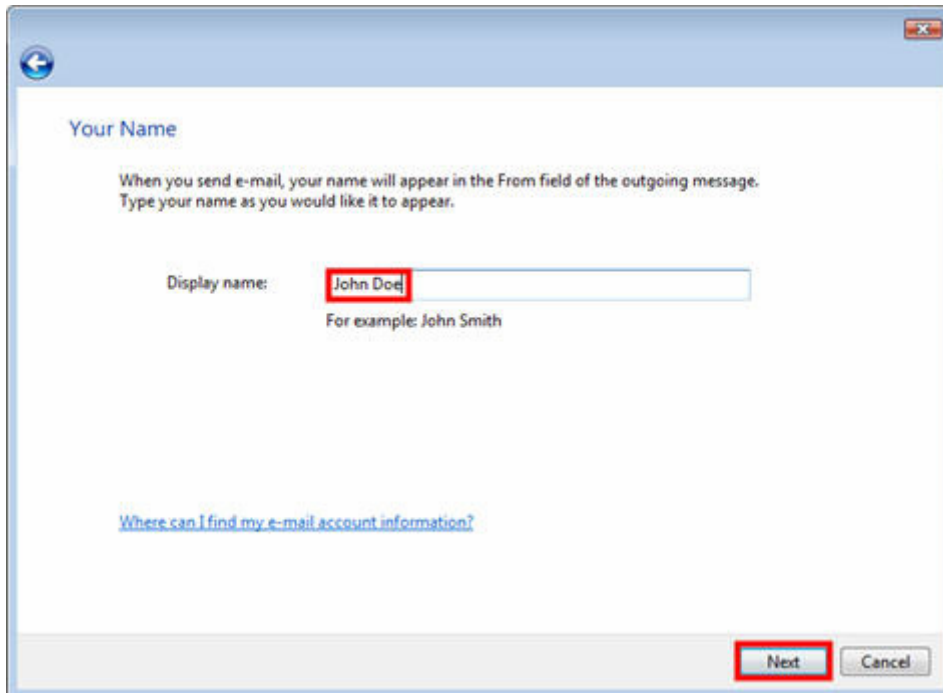 Your Name
When you send e-mail, your name will appear in the From field of the outgoing message.
Type your name as you would like it to appear.
Display name: John Doe
For example: John Smith
Where can I find my e-mail account information?
Next Cancel